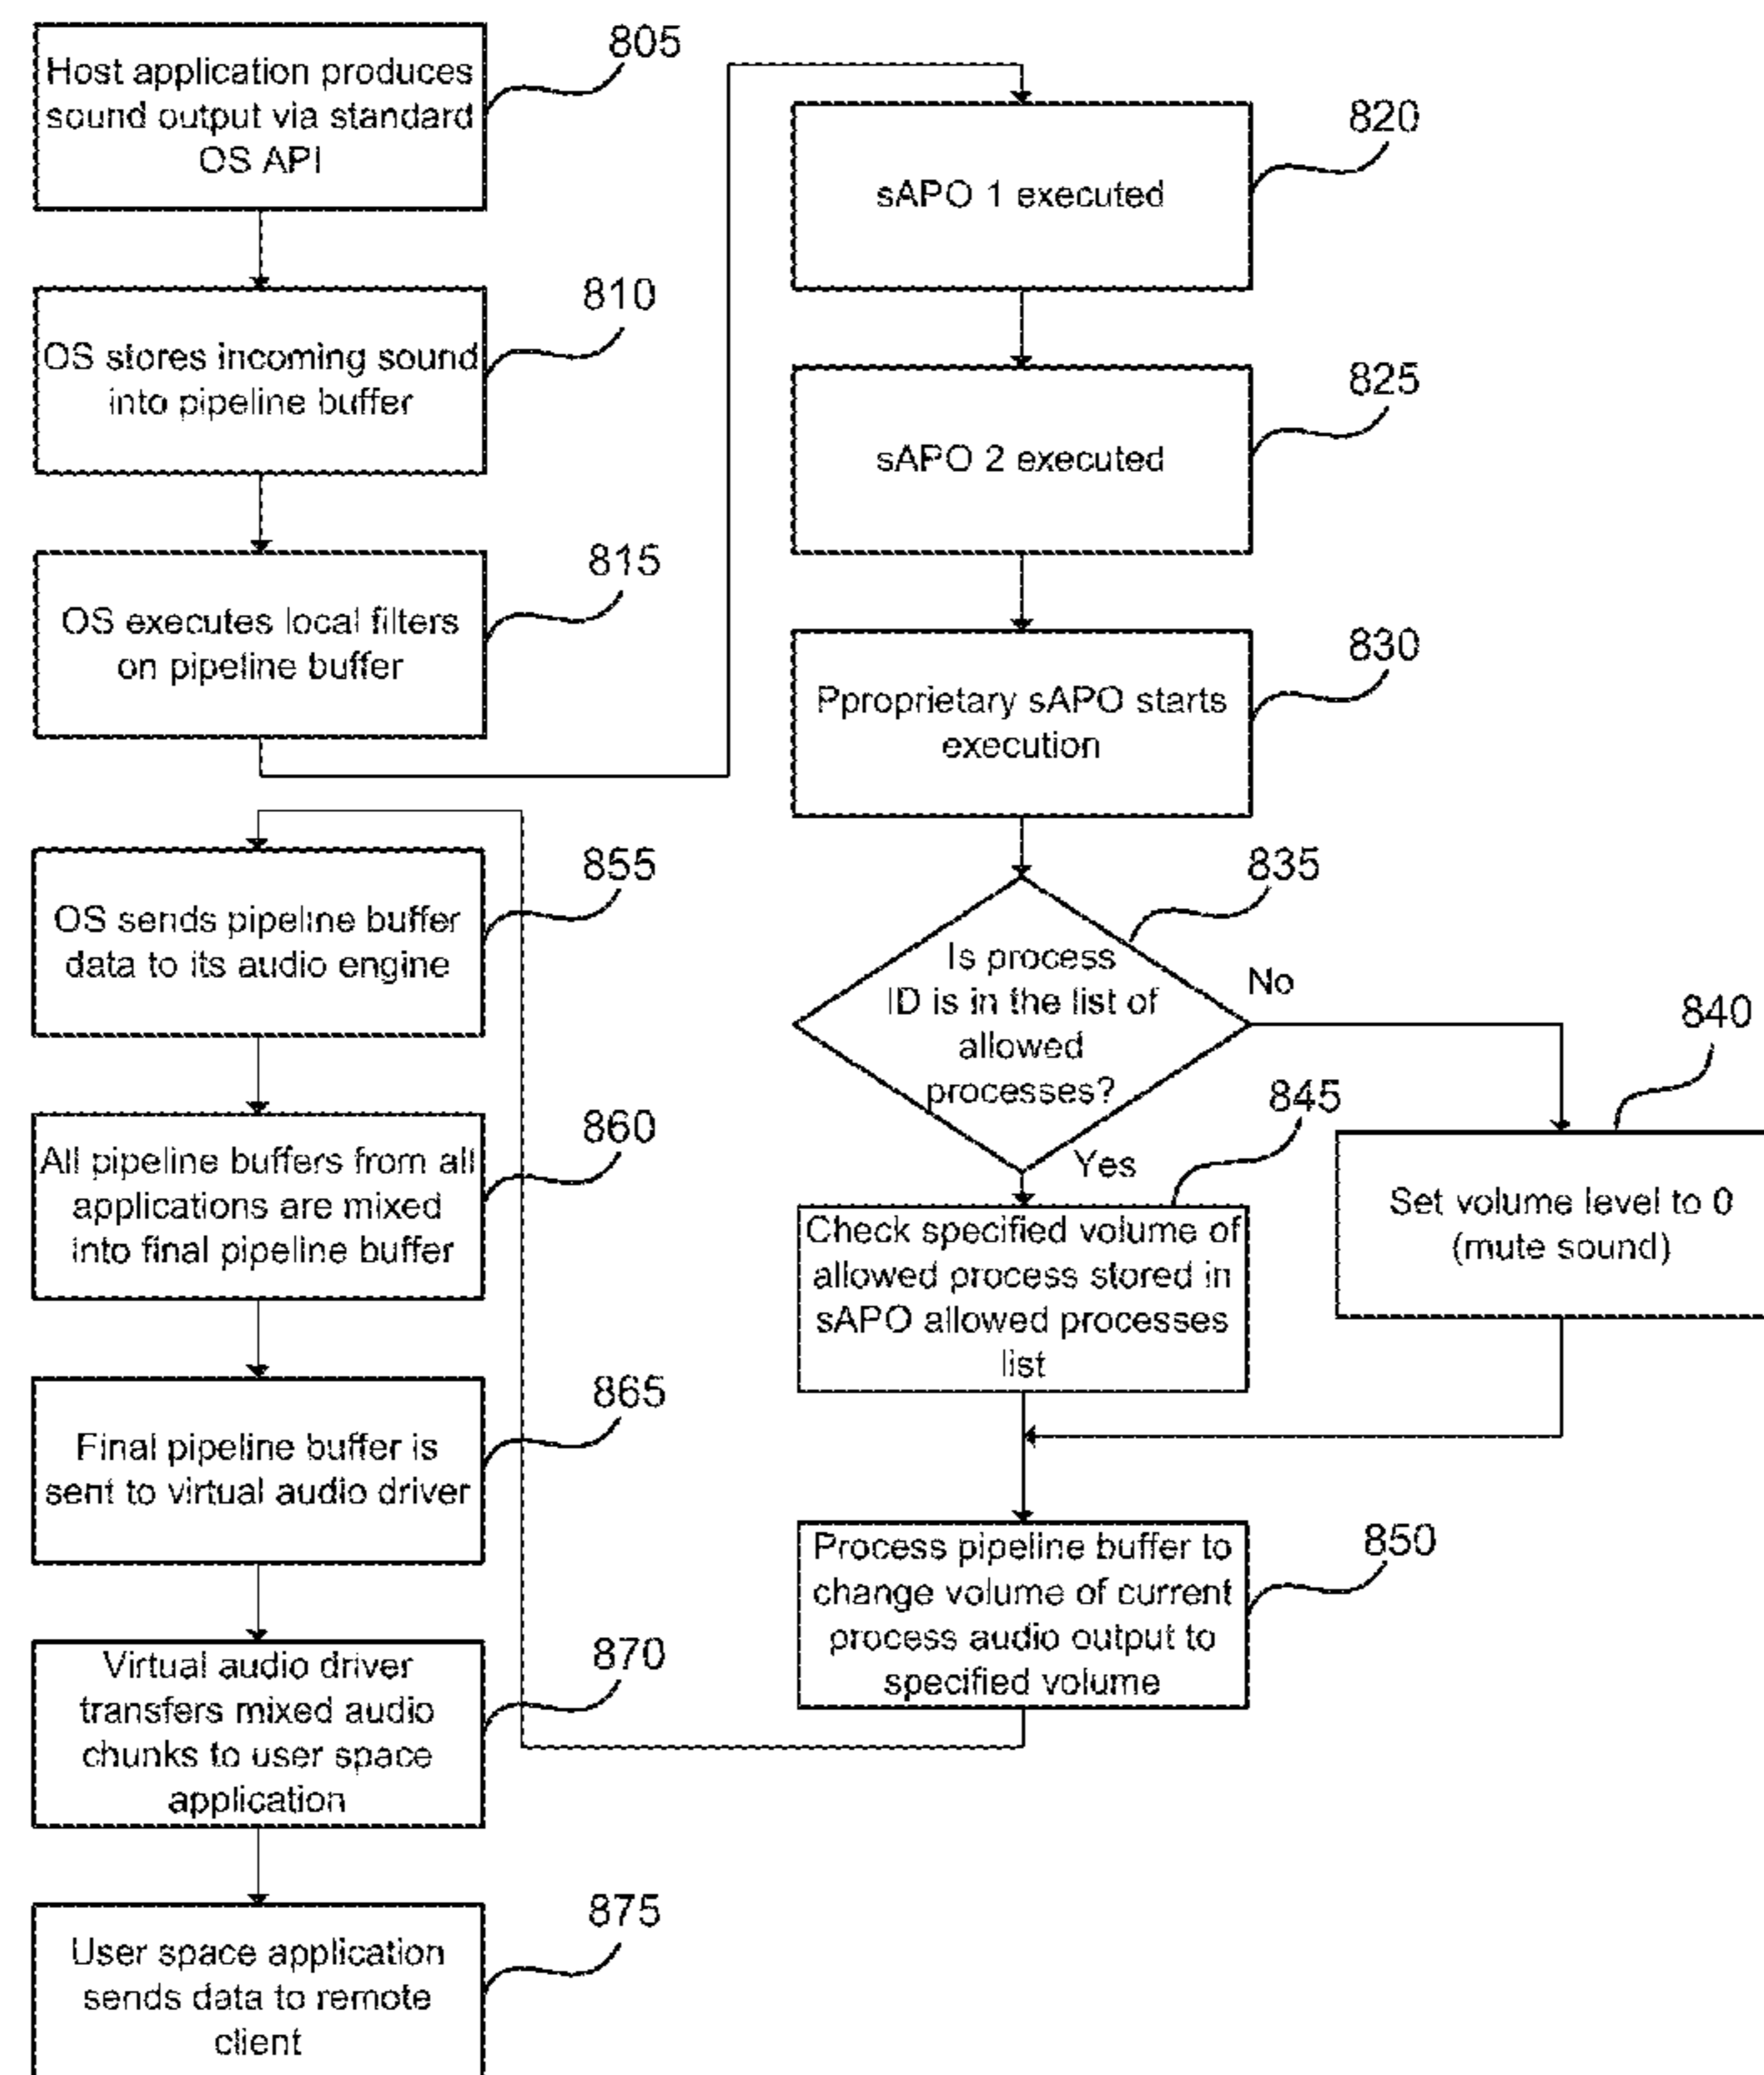 Host application produces
sound output via standard
OS API
805
OS stores incoming sound
into pipeline buffer
810
OS executes local filters
on pipeline buffer
815
sAPO 1 executed
820
sAPO 2 executed
825
Pproprietary sAPO starts
execution
830
Is process
ID is in the list of
allowed
processes?
835
No
Yes
Set volume level to 0
(mute sound)
840
Check specified volume of
allowed process stored in
sAPO allowed processes
list
845
Process pipeline buffer to
change volume of current
process audio output to
specified volume
850
OS sends pipeline buffer
data to its audio engine
855
All pipeline buffers from all
applications are mixed
into final pipeline buffer
860
Final pipeline buffer is
sent to virtual audio driver
865
Virtual audio driver
transfers mixed audio
chunks to user space
application
870
User space application
sends data to remote
client
875